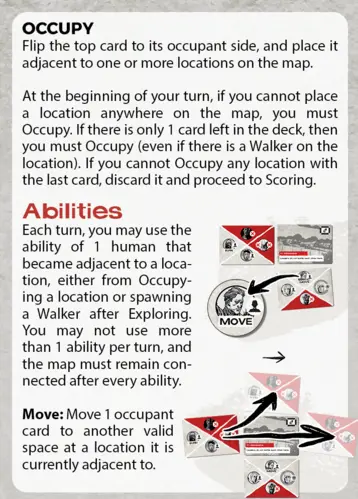 OCCUPY
Flip the top card to its occupant side, and place it
adjacent to one or more locations on the map.
At the beginning of your turn, if you cannot place
a location anywhere on the map, you must
Occupy. If there is only 1 card left in the deck, then
you must Occupy (even if there is a Walker on the
location). If you cannot Occupy any location with
the last card, discard it and proceed to Scoring.
Abilities
Each turn, you may use the
ability of 1 human that
became adjacent to a loca-
tion, either from Occupy-
ing a location or spawning
a Walker after Exploring.
You may not use more
than 1 ability per turn, and
the map must remain con-
nected after every ability.
MOVE
Move: Move 1 occupant
card to another valid
space at a location it is
currently adjacent to.